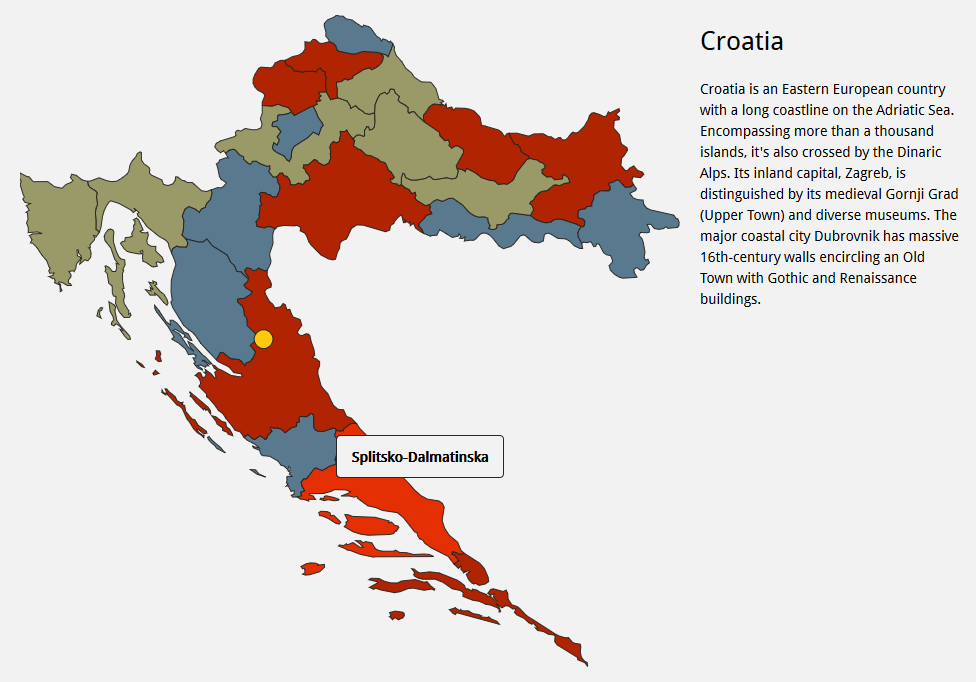 Croatia
Croatia is an Eastern European country
with a long coastline on the Adriatic Sea.
Encompassing more than a thousand
islands, it's also crossed by the Dinaric
Alps. Its inland capital, Zagreb, is
distinguished by its medieval Gornji Grad
(Upper Town) and diverse museums. The
major coastal city Dubrovnik has massive
16th-century walls encircling an Old
Town with Gothic and Renaissance
buildings.
Splitsko-Dalmatinska